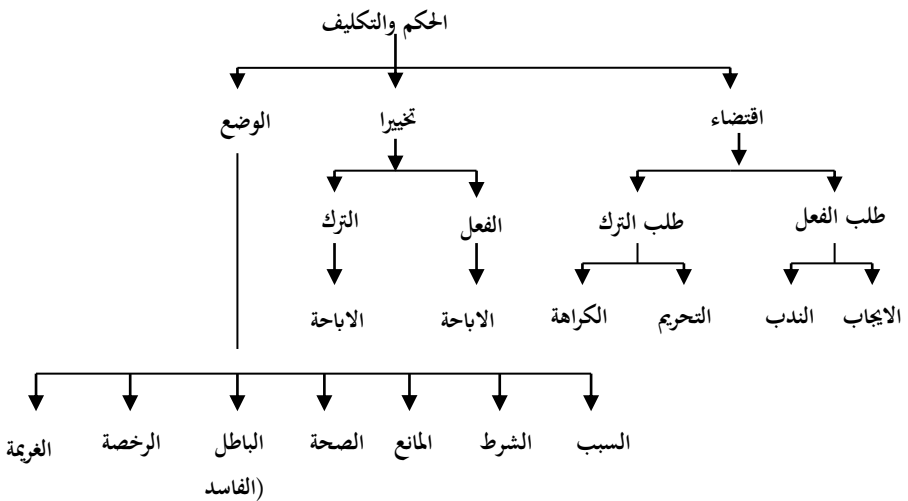 الحكم والتكليف
اقتضاء
تخييرا
الوضع
طلب الفعل
طلب الترك
الفعل
الترك
الايجاب
الندب
التحريم
الكراهة
الاباحة
الاباحة
السبب
الشرط
المانع
الصحة
الباطل
(الفاسد
الرخصة
الغريمة